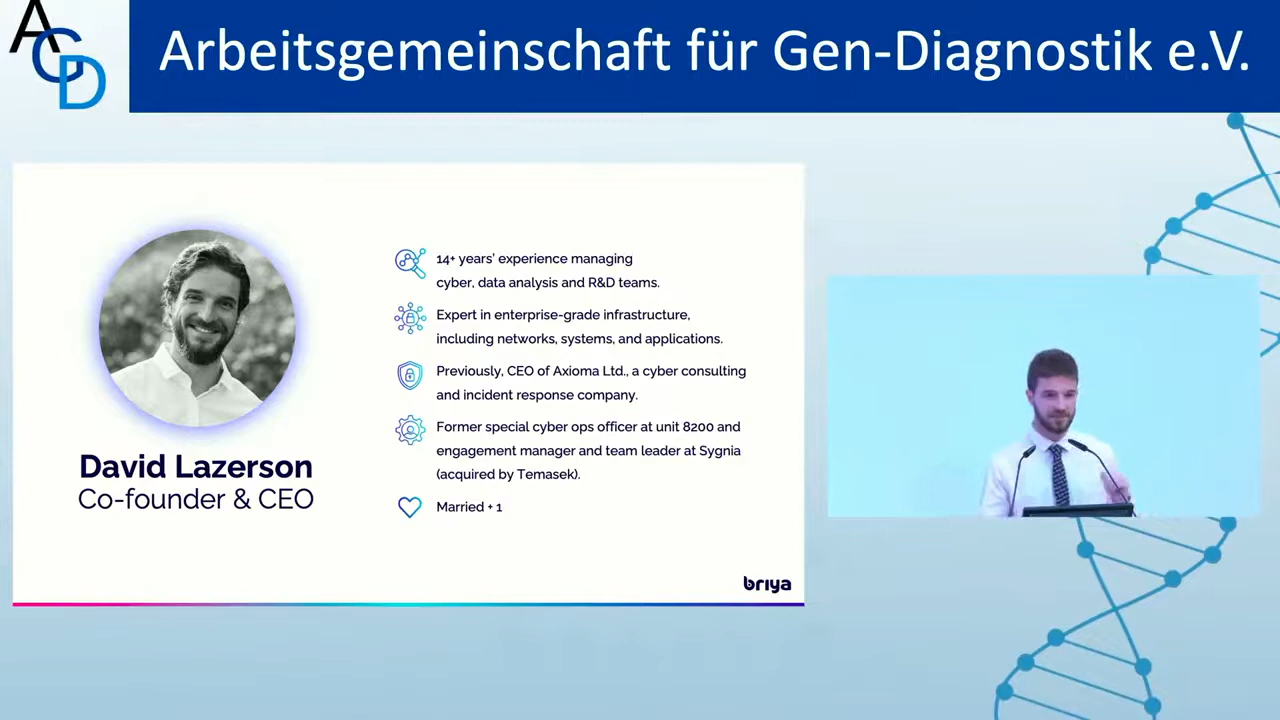 AGD
Arbeitsgemeinschaft für Gen-Diagnostik e.V.
14+ years' experience managing
cyber, data analysis and R&D teams.
Expert in enterprise-grade infrastructure,
including networks, systems, and applications.
Previously, CEO of Axioma Ltd., a cyber consulting
and incident response company.
Former special cyber ops officer at unit 8200 and
engagement manager and team leader at Sygnia
(acquired by Temasek).
Married + 1
David Lazerson
Co-founder & CEO
briya